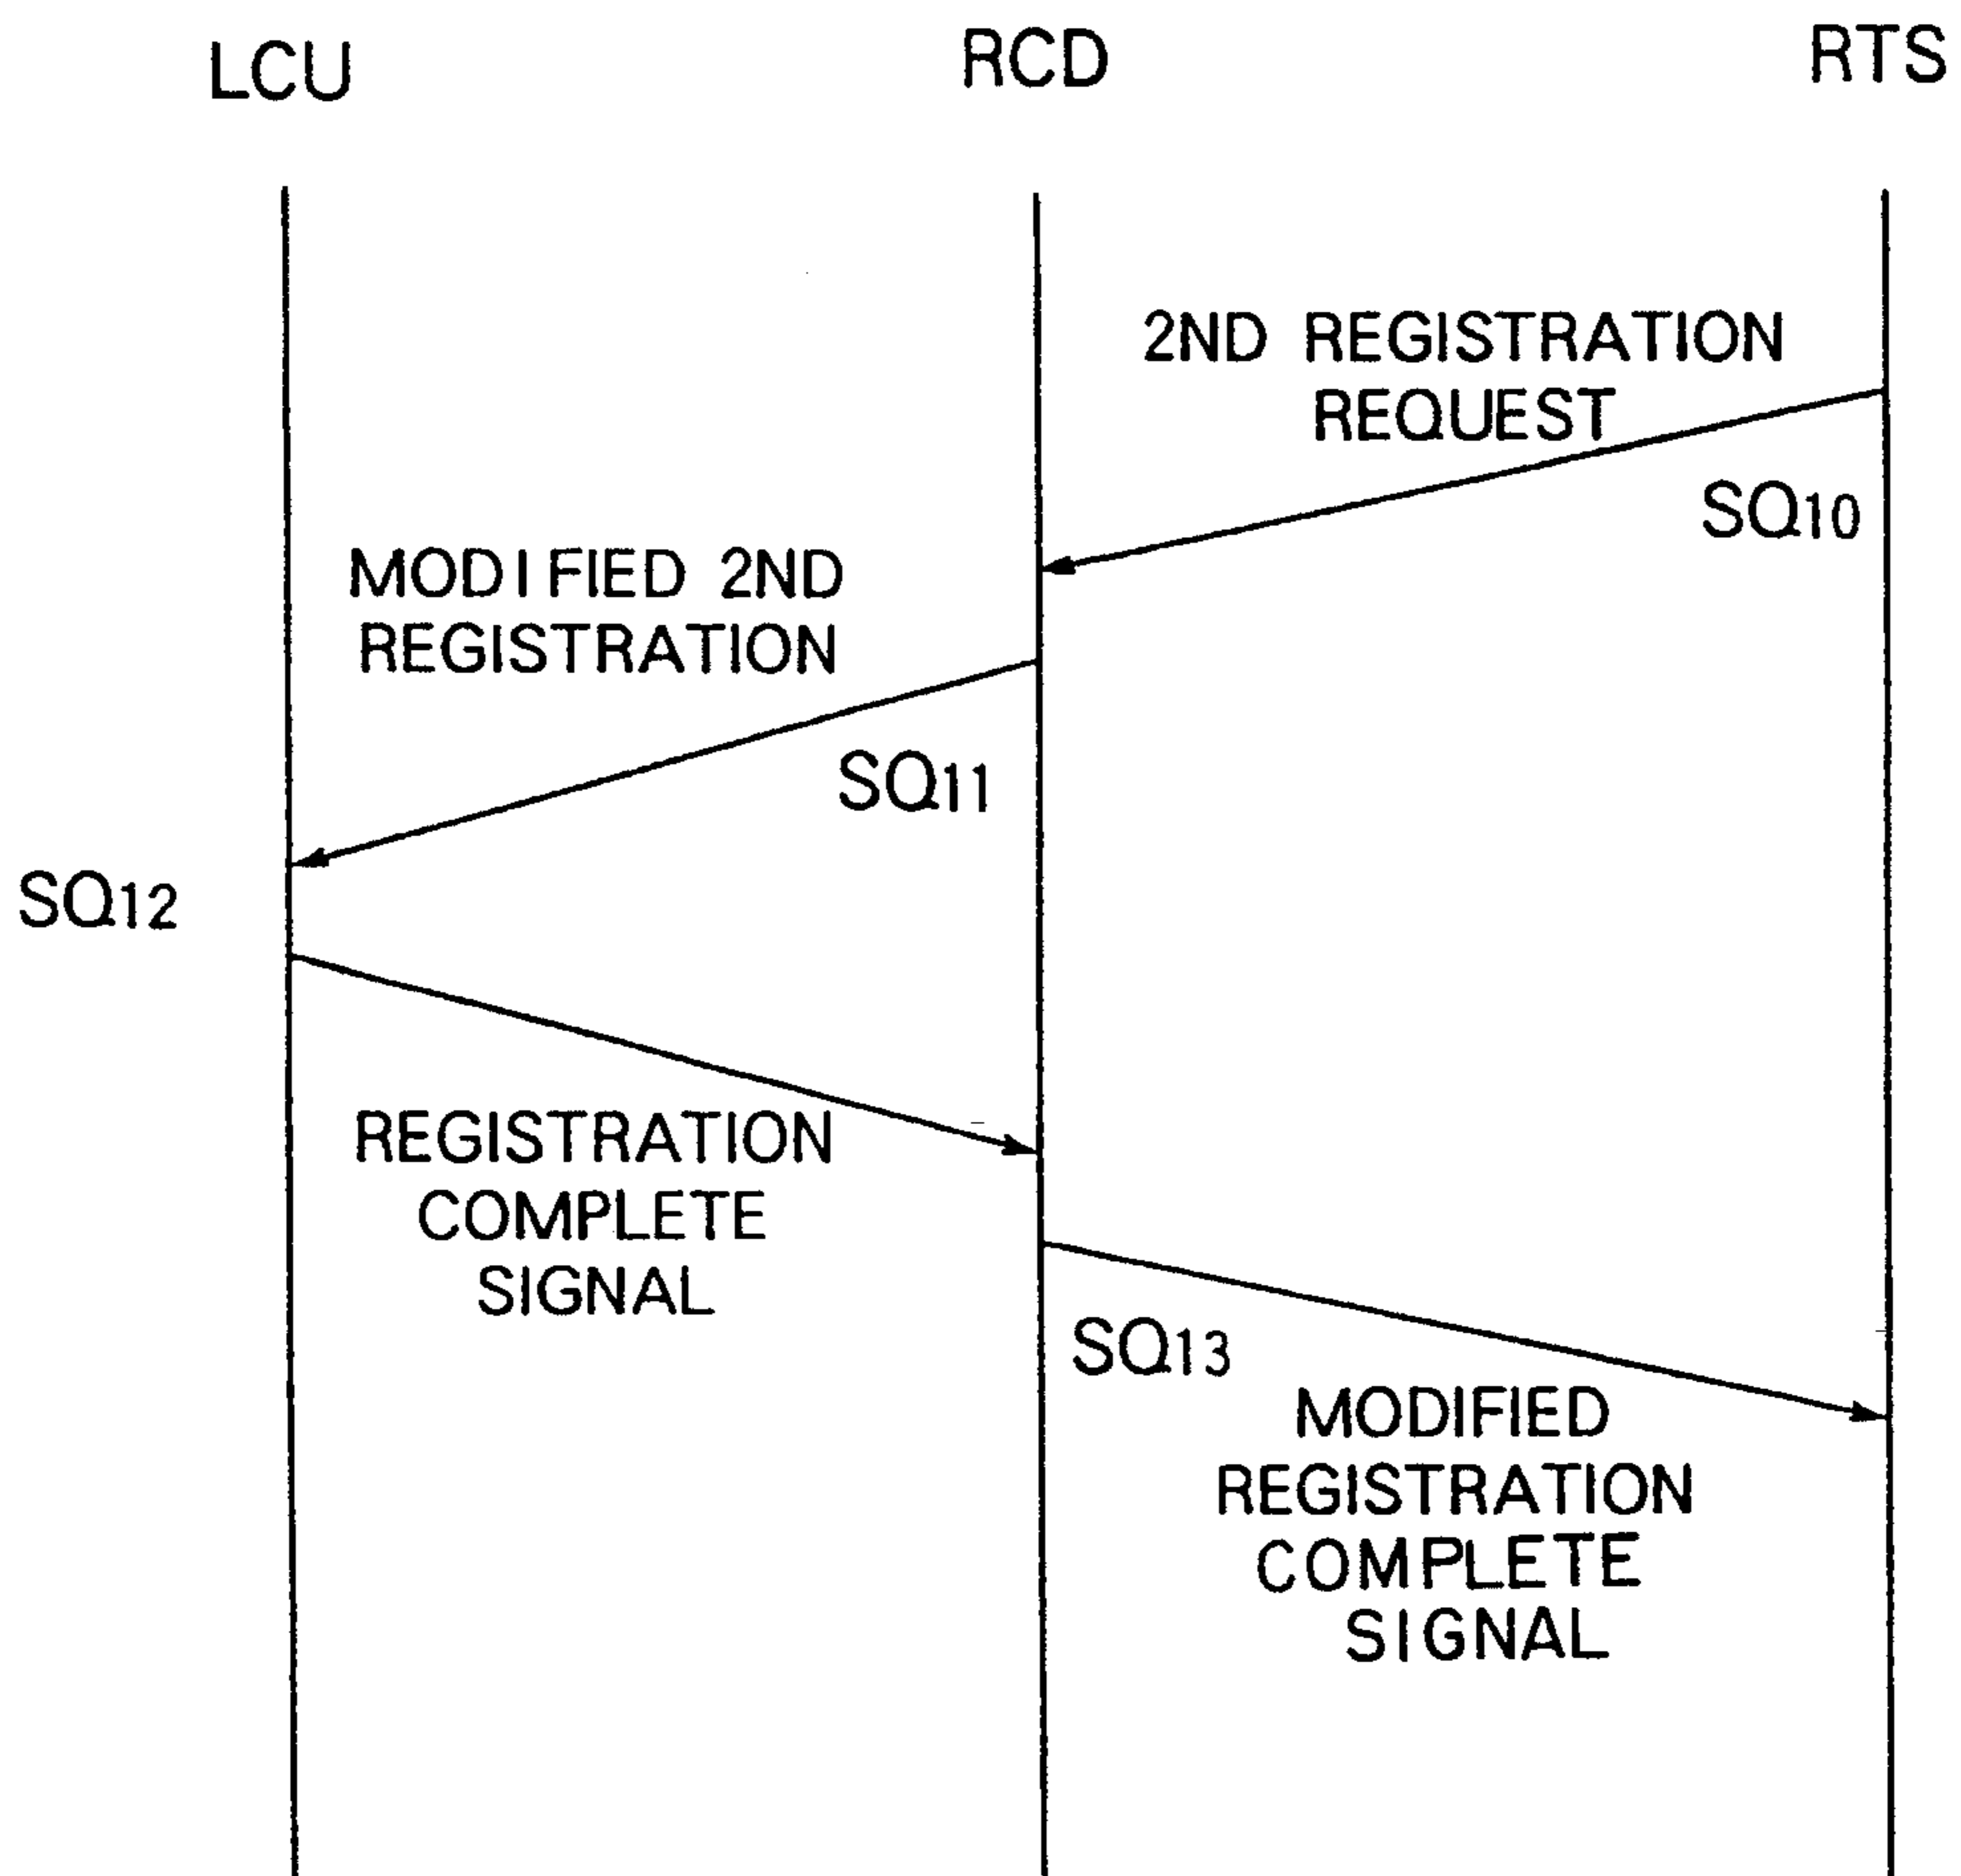 LCU
RCD
RTS
2ND REGISTRATION
REQUEST
SQ10
MODIFIED 2ND
REGISTRATION
SQ11
SQ12
REGISTRATION
COMPLETE
SIGNAL
SQ13
MODIFIED
REGISTRATION
COMPLETE
SIGNAL